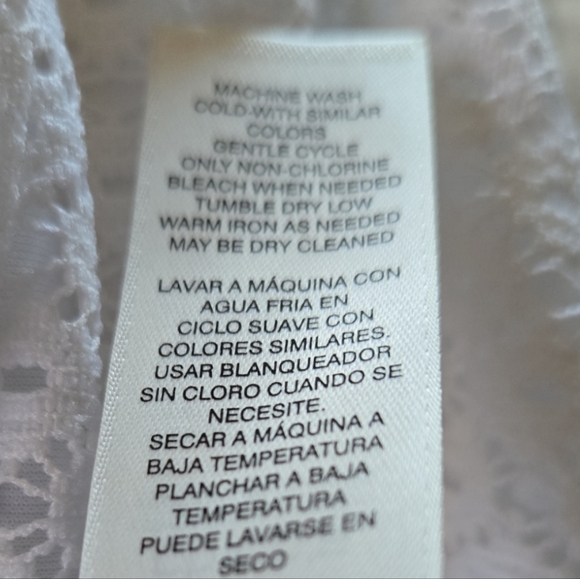 MACHINE WASH
COLD-WITH SIMILAR
COLORS
GENTLE CYCLE
ONLY NON-CHLORINE
BLEACH WHEN NEEDED
TUMBLE DRY LOW
WARM IRON AS NEEDED
MAY BE DRY CLEANED
LAVAR A MÁQUINA CON
AGUA FRIA EN
CICLO SUAVE CON
COLORES SIMILARES.
USAR BLANQUEADOR
SIN CLORO CUANDO SE
NECESITE.
SECAR A MÁQUINA A
BAJA TEMPERATURA
PLANCHAR A BAJA
TEMPERATURA
PUEDE LAVARSE EN
SECO